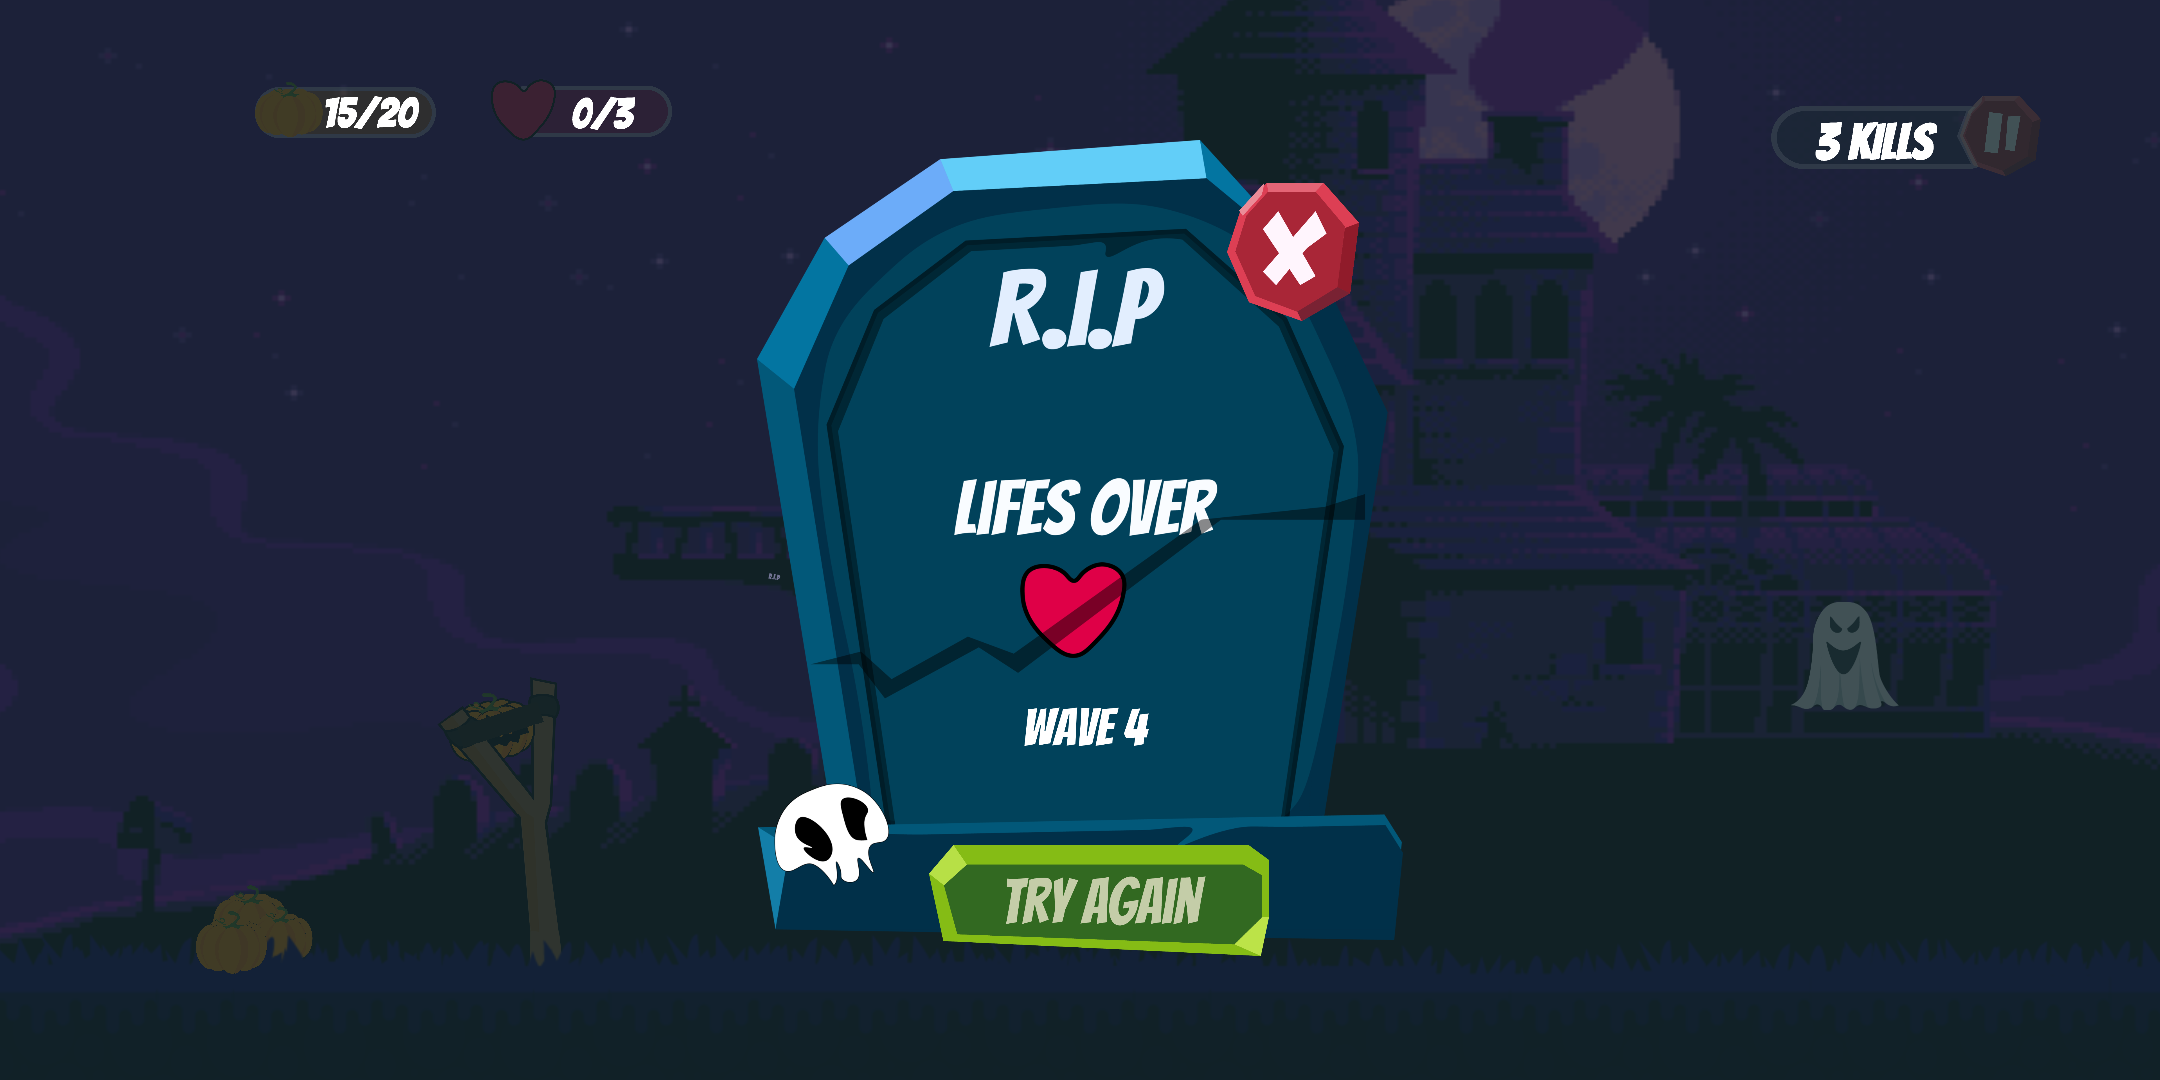 15/20
0/3
3 KILLS
R.I.P
LIFES OVER
R.I.P
WAVE 4
TRY AGAIN